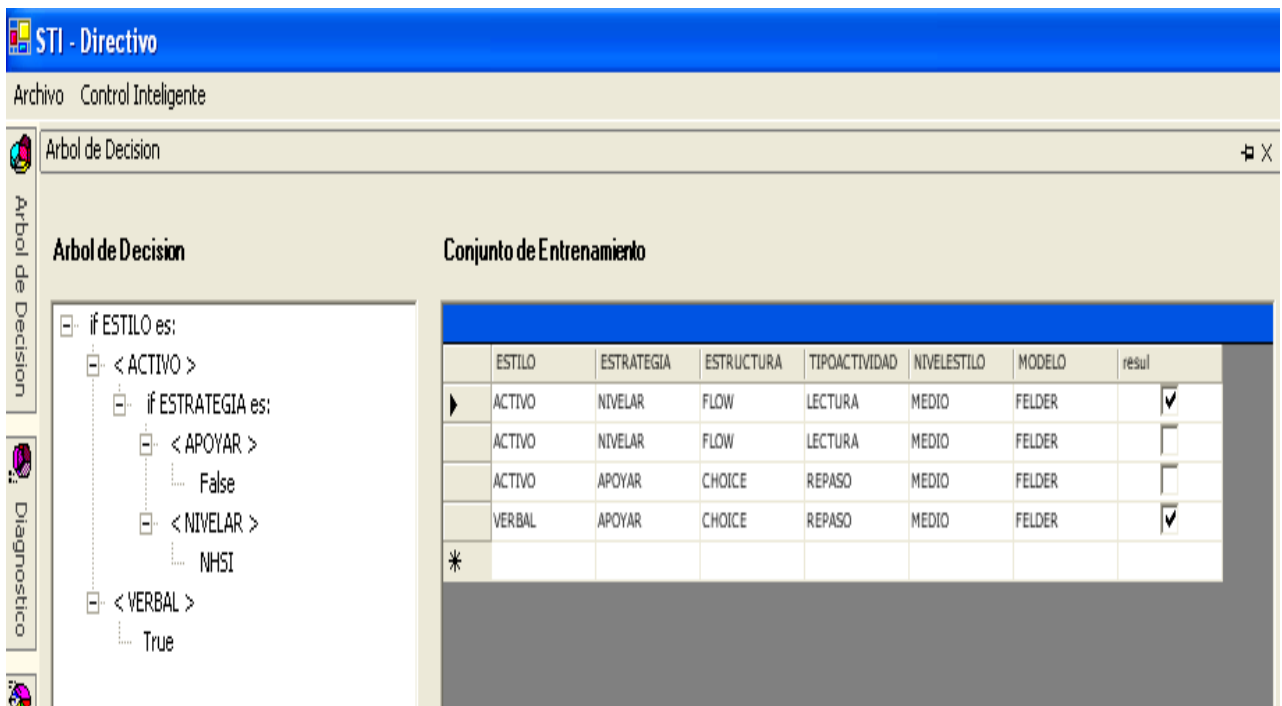 STI - Directivo
Archivo Control Inteligente
Arbol de Decision
Arbol de Decision
Diagnostico
Arbol de Decision
if ESTILO es:
< ACTIVO >
if ESTRATEGIA es:
< APOYAR >
False
< NIVELAR >
NHSI
< VERBAL >
True
Conjunto de Entrenamiento
ESTILO ESTRATEGIA ESTRUCTURA TIPOACTIVIDAD NIVELESTILO MODELO resul
ACTIVO NIVELAR FLOW LECTURA MEDIO FELDER
ACTIVO NIVELAR FLOW LECTURA MEDIO FELDER
ACTIVO APOYAR CHOICE REPASO MEDIO FELDER
VERBAL APOYAR CHOICE REPASO MEDIO FELDER